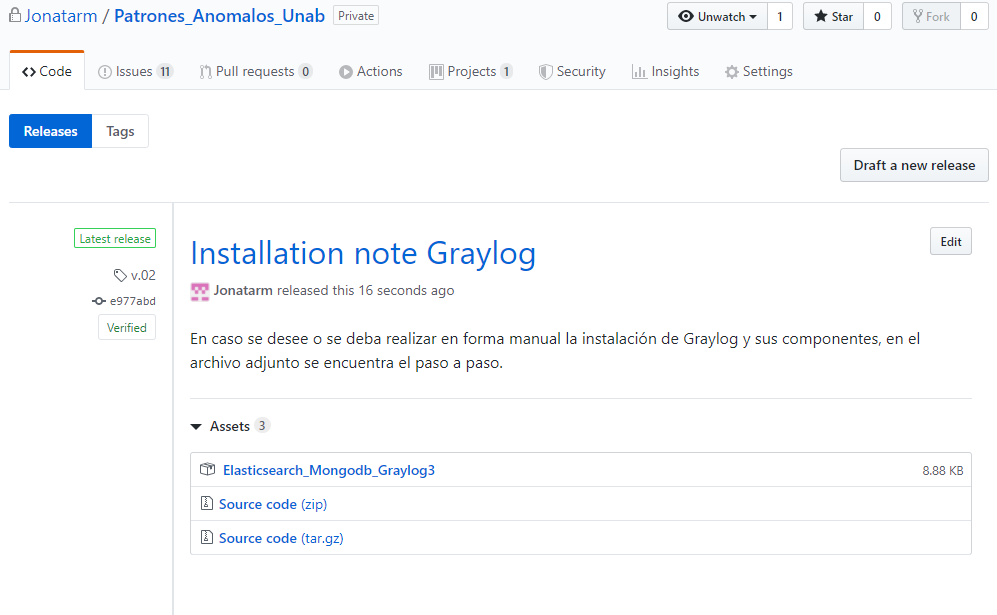 Jonatarm / Patrones_Anomalos_Unab Private Unwatch 1 Star 0 Fork 0
Code Issues 11 Pull requests 0 Actions Projects 1 Security Insights Settings
Releases Tags
Draft a new release
Latest release
v.02
e977abd
Verified
Installation note Graylog
Edit
Jonatarm released this 16 seconds ago
En caso se desee o se deba realizar en forma manual la instalación de Graylog y sus componentes, en el
archivo adjunto se encuentra el paso a paso.
Assets 3
Elasticsearch_Mongodb_Graylog3 8.88 KB
Source code (zip)
Source code (tar.gz)